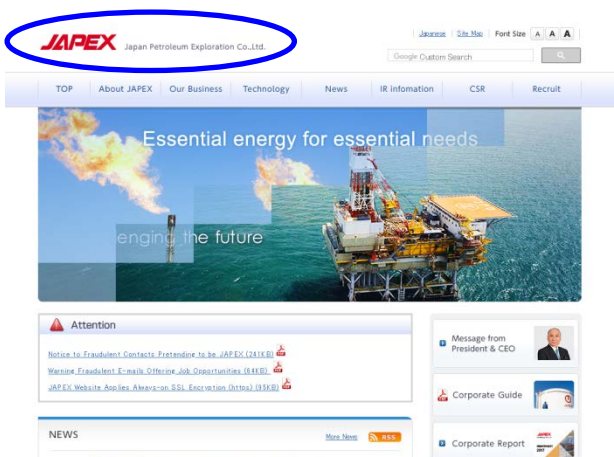 JAPEX Japan Petroleum Exploration Co.,Ltd.
Japanese Site Map Font Size A A A
Google Custom Search
TOP About JAPEX Our Business Technology News IR infomation CSR Recruit
Essential energy for essential needs
enging the future
Attention
Notice to Fraudulent Contacts Pretending to be JAPEX (241KB)
Warning Fraudulent E-mails Offering Job Opportunities (64KB)
JAPEX Website Applies Always-on SSL Encryption (https) (95KB)
Message from
President & CEO
Corporate Guide
NEWS
More News RSS
Corporate Report